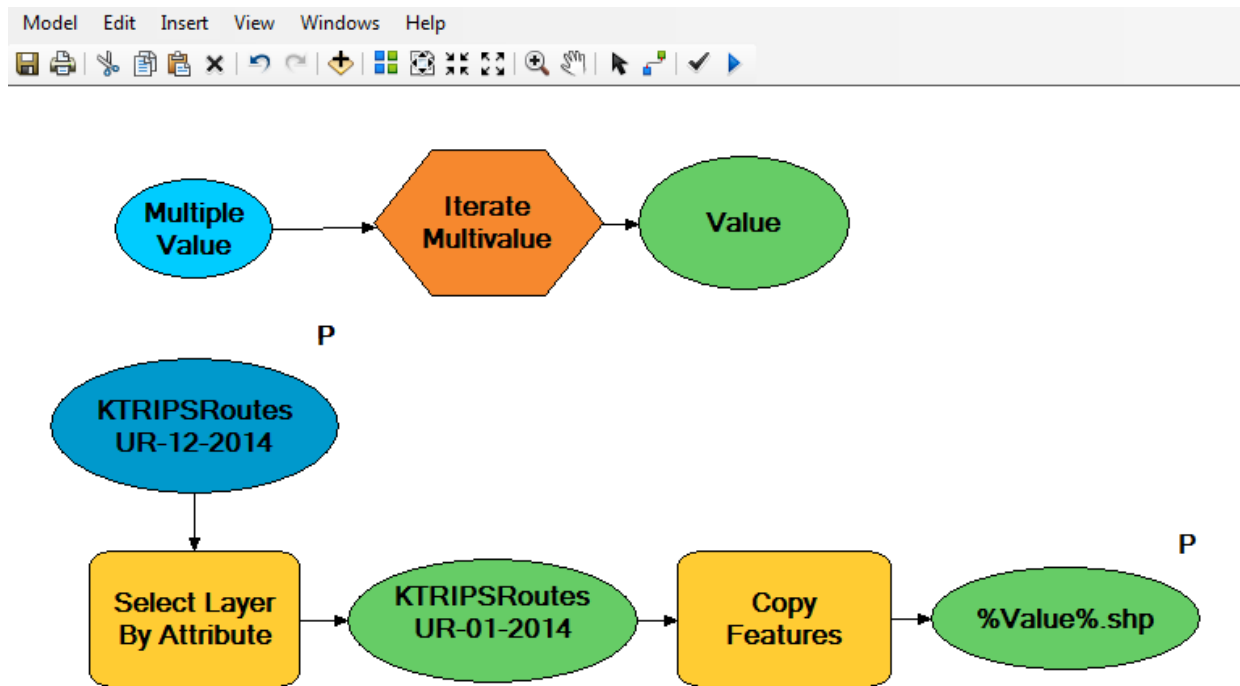 Model Edit Insert View Windows Help
Multiple
Value
Iterate
Multivalue
Value
P
KTRIPSRoutes
UR-12-2014
P
Select Layer
By Attribute
KTRIPSRoutes
UR-01-2014
Copy
Features
%Value%.shp